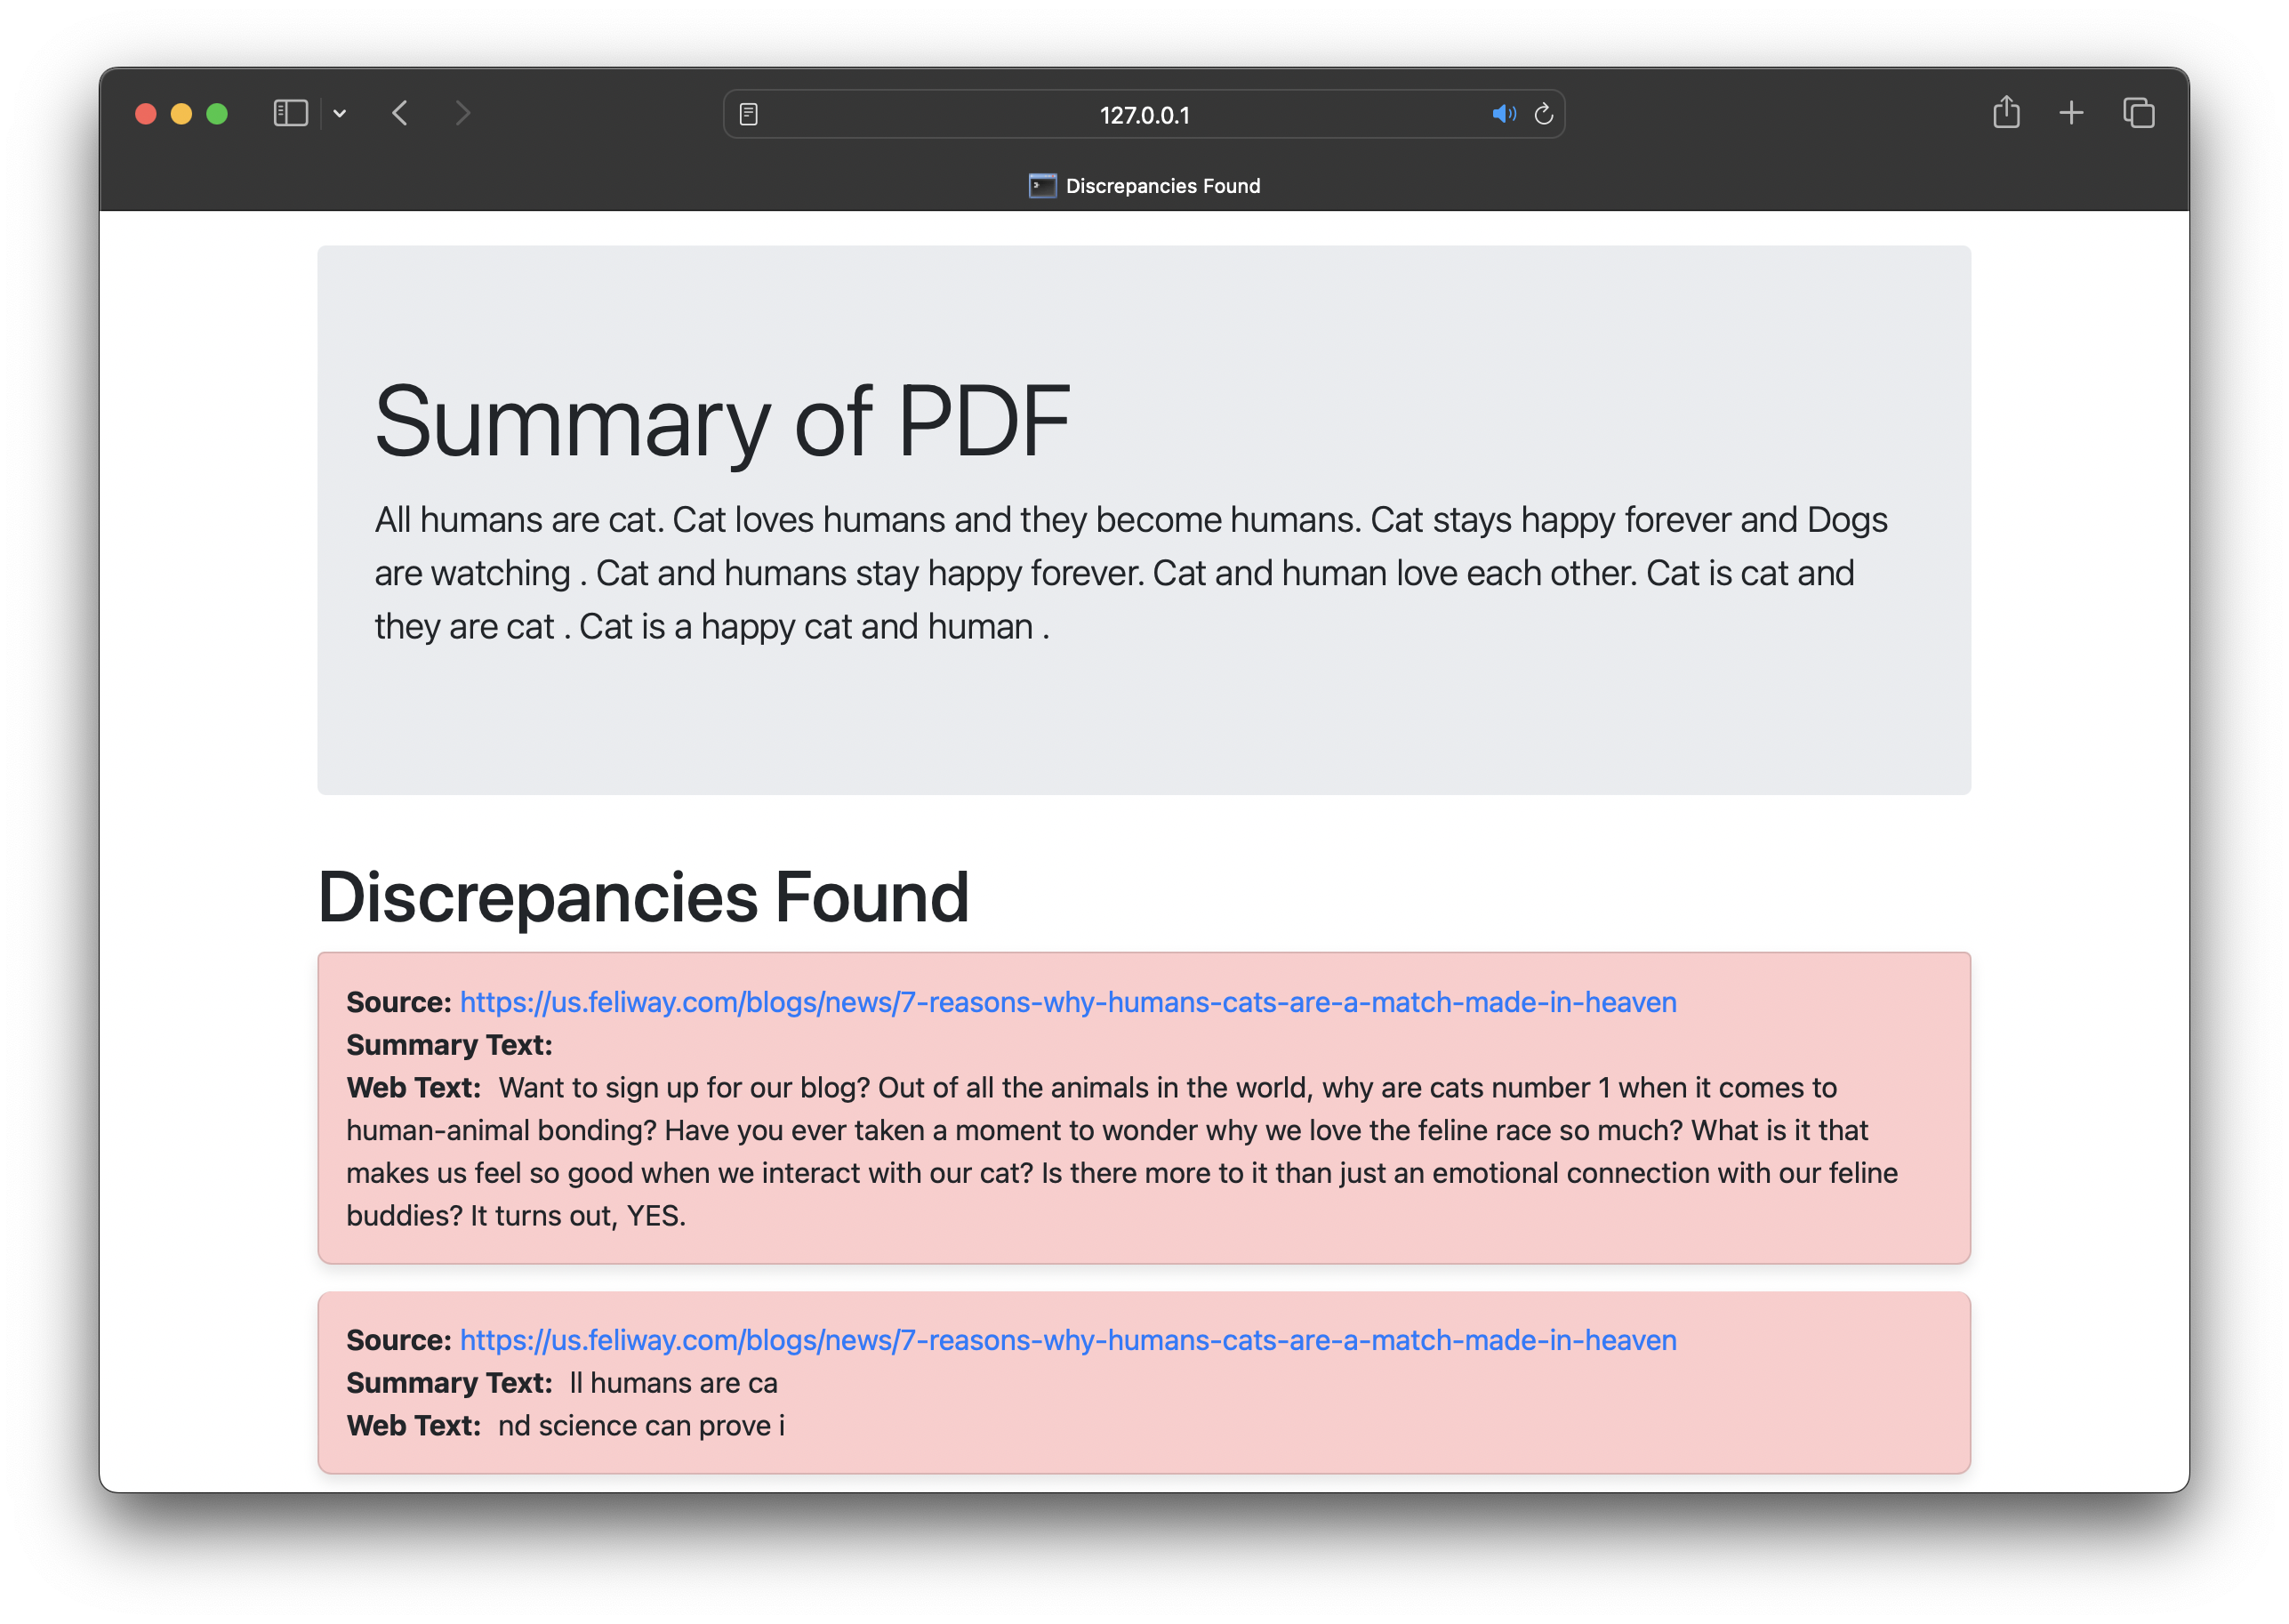 127.0.0.1
Discrepancies Found
Summary of PDF
All humans are cat. Cat loves humans and they become humans. Cat stays happy forever and Dogs
are watching . Cat and humans stay happy forever. Cat and human love each other. Cat is cat and
they are cat . Cat is a happy cat and human .
Discrepancies Found
Source: https://us.feliway.com/blogs/news/7-reasons-why-humans-cats-are-a-match-made-in-heaven
Summary Text:
Web Text: Want to sign up for our blog? Out of all the animals in the world, why are cats number 1 when it comes to
human-animal bonding? Have you ever taken a moment to wonder why we love the feline race so much? What is it that
makes us feel so good when we interact with our cat? Is there more to it than just an emotional connection with our feline
buddies? It turns out, YES.
Source: https://us.feliway.com/blogs/news/7-reasons-why-humans-cats-are-a-match-made-in-heaven
Summary Text: ll humans are ca
Web Text: nd science can prove i